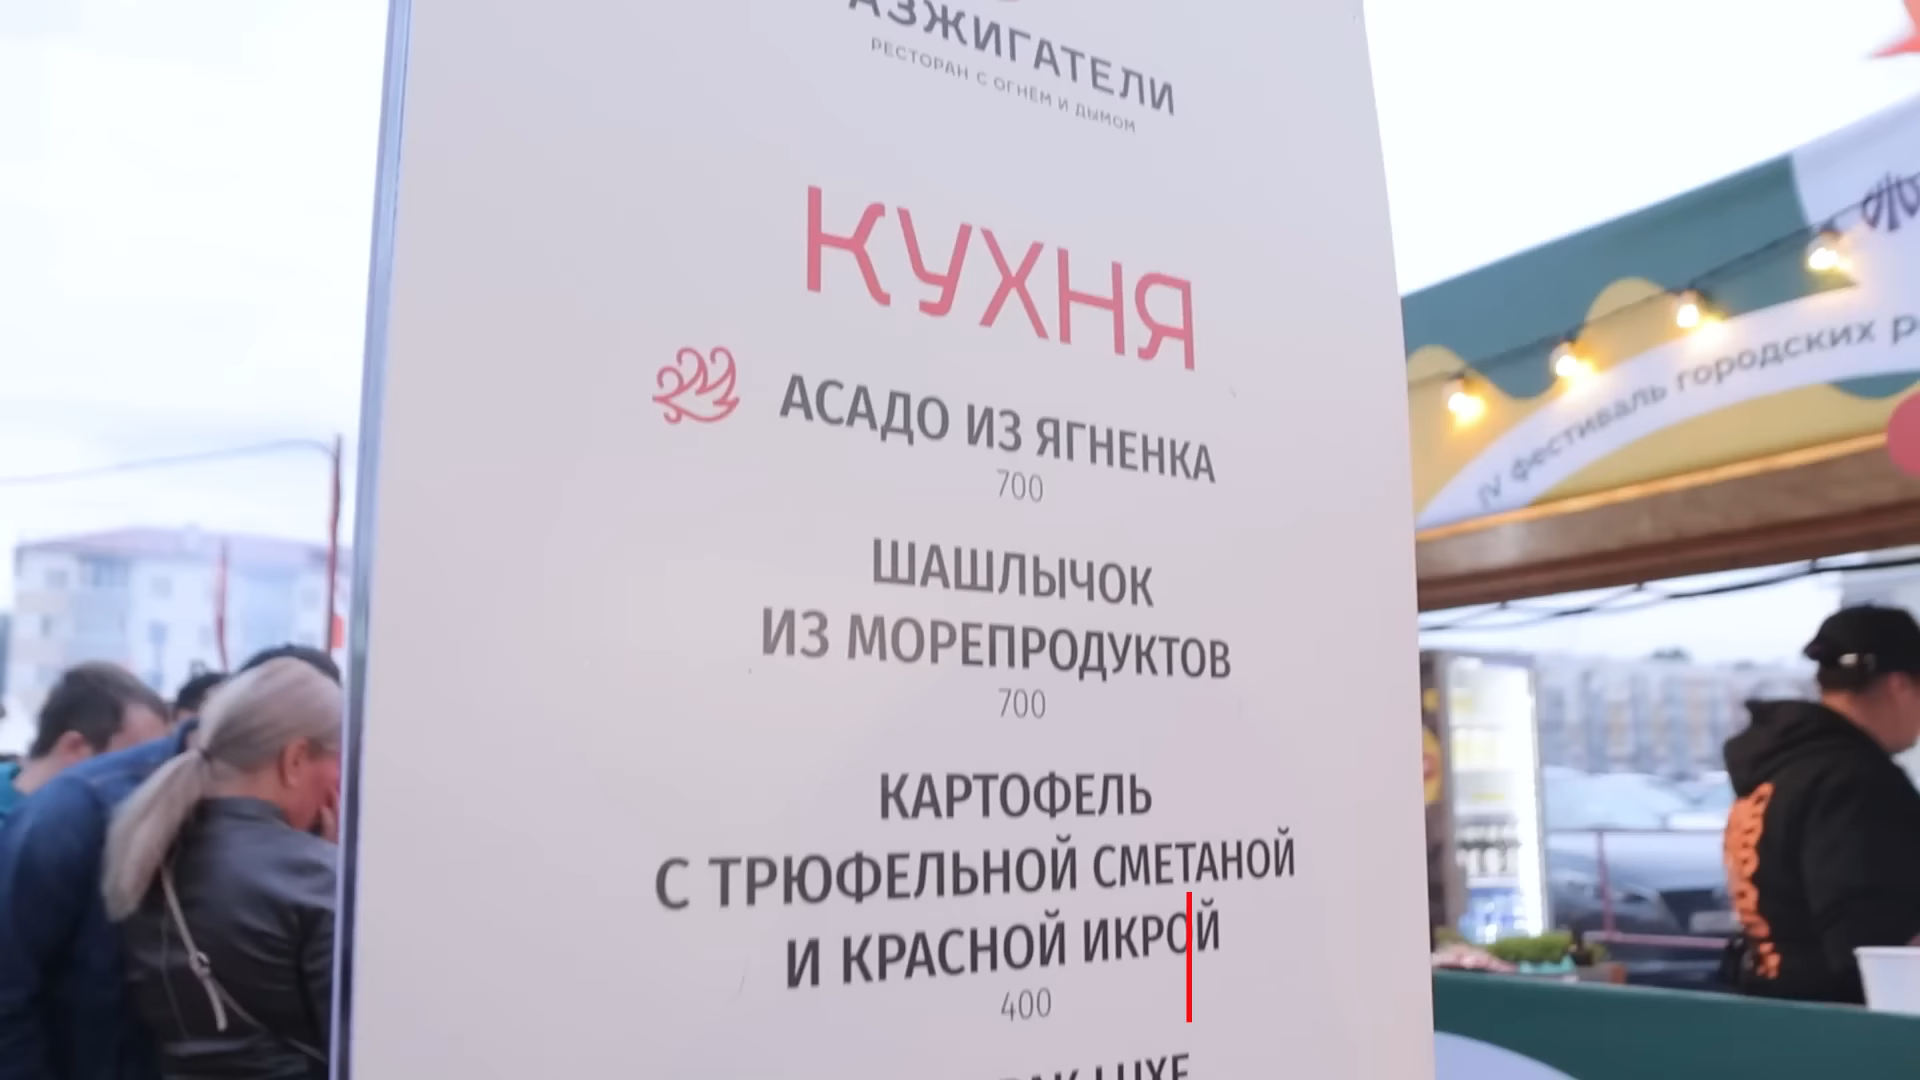 АЗЖИГАТЕЛИ
РЕСТОРАН С ОГНЁМ И ДЫМОМ
КУХНЯ
АСАДО ИЗ ЯГНЕНКА
700
ШАШЛЫЧОК
ИЗ МОРЕПРОДУКТОВ
700
КАРТОФЕЛЬ
С ТРЮФЕЛЬНОЙ СМЕТАНОЙ
И КРАСНОЙ ИКРОЙ
400
LUXE
IV фестиваль городских р